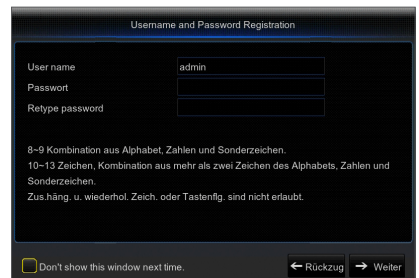 Username and Password Registration
User name
admin
Passwort
Retype password
8~9 Kombination aus Alphabet, Zahlen und Sonderzeichen.
10~13 Zeichen, Kombination aus mehr als zwei Zeichen des Alphabets, Zahlen und
Sonderzeichen.
Zus.häng. u. wiederhol. Zeich. oder Tastenflg. sind nicht erlaubt.
Don't show this window next time.
← Rückzug
→ Weiter